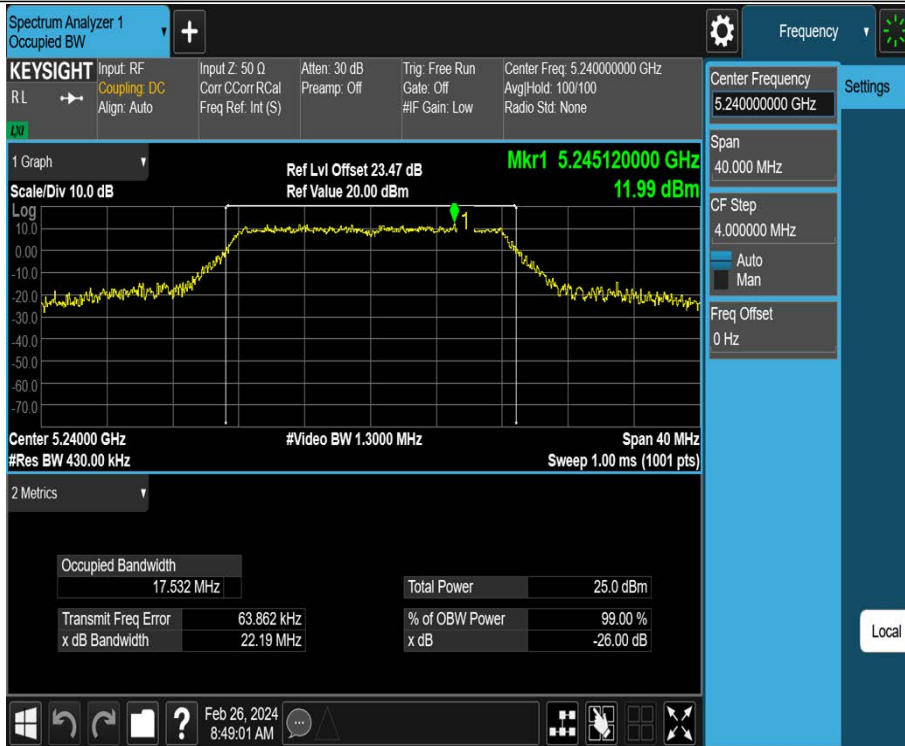 Spectrum Analyzer 1
Occupied BW
+
Frequency
KEYSIGHT
RL
LXI
Input: RF
Coupling: DC
Align: Auto
Input Z: 50 Ω
Corr CCorr RCal
Freq Ref: Int (S)
Atten: 30 dB
Preamp: Off
Trig: Free Run
Gate: Off
#IF Gain: Low
Center Freq: 5.240000000 GHz
Avg|Hold: 100/100
Radio Std: None
Center Frequency
5.240000000 GHz
Settings
Span
40.000 MHz
CF Step
4.000000 MHz
Auto
Man
Freq Offset
0 Hz
1 Graph
Scale/Div 10.0 dB
Ref Lvl Offset 23.47 dB
Ref Value 20.00 dBm
Mkr1 5.245120000 GHz
11.99 dBm
Log
10.0
0.00
-10.0
-20.0
-30.0
-40.0
-50.0
-60.0
-70.0
1
Center 5.24000 GHz
#Video BW 1.3000 MHz
Span 40 MHz
#Res BW 430.00 kHz
Sweep 1.00 ms (1001 pts)
2 Metrics
Occupied Bandwidth
17.532 MHz
Total Power 25.0 dBm
Transmit Freq Error 63.862 kHz
% of OBW Power 99.00 %
x dB Bandwidth 22.19 MHz
x dB -26.00 dB
Local
?
Feb 26, 2024
8:49:01 AM